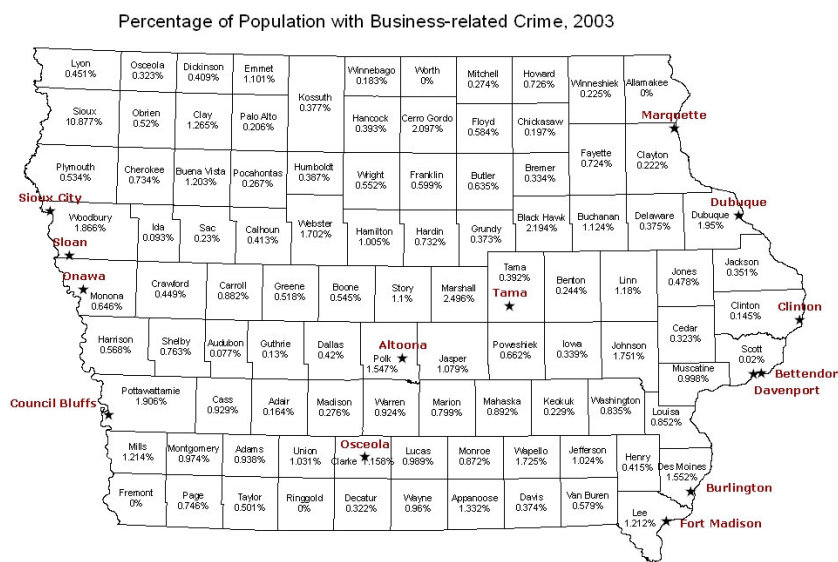 Percentage of Population with Business-related Crime, 2003
Lyon
0.451%
Osceola
0.323%
Dickinson
0.409%
Emmet
1.101%
Kossuth
0.377%
Winnebago
0.183%
Worth
0%
Mitchell
0.274%
Howard
0.726%
Winneshiek
0.225%
Allamakee
0%
Marquette
Sioux
10.877%
Obrien
0.52%
Clay
1.265%
Palo Alto
0.206%
Hancock
0.393%
Cerro Gordo
2.097%
Floyd
0.584%
Chickasaw
0.197%
Fayette
0.724%
Clayton
0.222%
Plymouth
0.534%
Cherokee
0.734%
Buena Vista
1.203%
Pocahontas
0.267%
Humboldt
0.387%
Wright
0.552%
Franklin
0.599%
Butler
0.635%
Bremer
0.334%
Sioux City
Woodbury
1.866%
Ida
0.093%
Sac
0.23%
Calhoun
0.413%
Webster
1.702%
Hamilton
1.005%
Hardin
0.732%
Grundy
0.373%
Black Hawk
2.194%
Buchanan
1.124%
Delaware
0.375%
Dubuque
Dubuque
1.95%
Sloan
Onawa
Monona
0.646%
Crawford
0.449%
Carroll
0.882%
Greene
0.518%
Boone
0.545%
Story
1.1%
Marshall
2.496%
Tama
0.392%
Tama
Benton
0.244%
Linn
1.18%
Jones
0.478%
Jackson
0.351%
Clinton
0.145%
Clinton
Harrison
0.568%
Shelby
0.763%
Audubon
0.077%
Guthrie
0.13%
Dallas
0.42%
Altoona
Polk
1.547%
Jasper
1.079%
Poweshiek
0.662%
Iowa
0.339%
Johnson
1.751%
Cedar
0.323%
Scott
0.02%
Bettendorf
Davenport
Muscatine
0.998%
Pottawattamie
1.906%
Council Bluffs
Cass
0.929%
Adair
0.164%
Madison
0.276%
Warren
0.924%
Marion
0.799%
Mahaska
0.892%
Keokuk
0.229%
Washington
0.835%
Louisa
0.852%
Mills
1.214%
Montgomery
0.974%
Adams
0.938%
Union
1.031%
Osceola
Clarke 1.158%
Lucas
0.989%
Monroe
0.872%
Wapello
1.725%
Jefferson
1.024%
Henry
0.415%
Des Moines
1.552%
Burlington
Fremont
0%
Page
0.746%
Taylor
0.501%
Ringgold
0%
Decatur
0.322%
Wayne
0.96%
Appanoose
1.332%
Davis
0.374%
Van Buren
0.579%
Lee
1.212%
Fort Madison